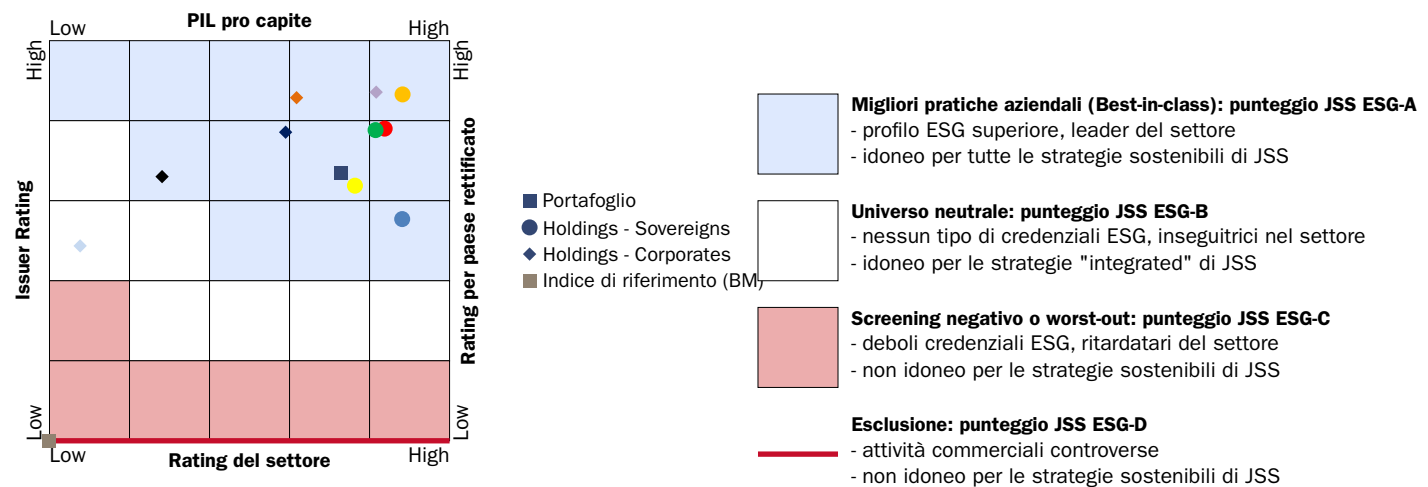 PIL pro capite
Low
High
High
High
Issuer Rating
Rating per paese rettificato
Low
Low
Low
High
Rating del settore
Portafoglio
Holdings - Sovereigns
Holdings - Corporates
Indice di riferimento (BM)
Migliori pratiche aziendali (Best-in-class): punteggio JSS ESG-A
- profilo ESG superiore, leader del settore
- idoneo per tutte le strategie sostenibili di JSS
Universo neutrale: punteggio JSS ESG-B
- nessun tipo di credenziali ESG, inseguitrici nel settore
- idoneo per le strategie "integrated" di JSS
Screening negativo o worst-out: punteggio JSS ESG-C
- deboli credenziali ESG, ritardatari del settore
- non idoneo per le strategie sostenibili di JSS
Esclusione: punteggio JSS ESG-D
- attività commerciali controverse
- non idoneo per le strategie sostenibili di JSS